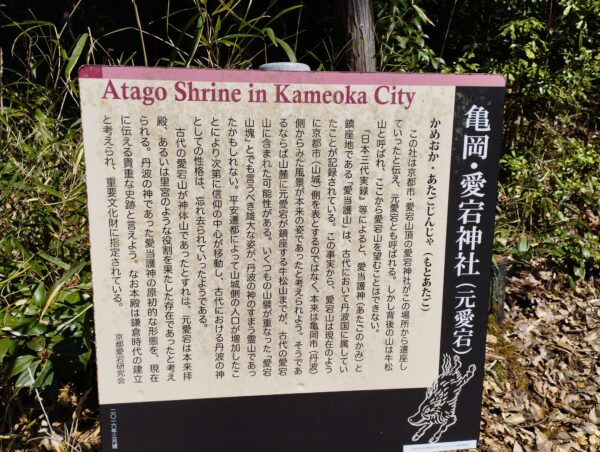 Atago Shrine in Kameoka City
亀岡・愛宕神社(元愛宕)
かめおか・あたごじんじゃ(もとあたご)
この社は京都市・愛宕山頂の愛宕神社がこの場所から遷座し
ていったと伝え、元愛宕とも呼ばれる。しかし背後の山は牛松
山と呼ばれ、ここから愛宕山を望むことはできない。
『日本三代実録』等によると、愛当護神(あたごのかみ)と
鎮座地である「愛当護山」は、古代において丹波国に属してい
たことが記録されている。この事実から、愛宕山は現在のよう
に京都市(山城)側を表とするのではなく、本来は亀岡市(丹波)
側からみた風景が本来の姿であったと考えられよう。そうであ
るならば山麓に元愛宕が鎮座する牛松山までが、古代の愛宕
山に含まれた可能性がある。いくつもの山襞が重なった「愛宕
山塊」とでも言うべき雄大な姿が、丹波の神のすまう霊山であっ
たかもしれない。平安遷都によって山城側の人口が増加したこ
とにより次第に信仰の中心が移動し、古代における丹波の神
としての性格は、忘れ去られていったようである。
古代の愛宕山が神体山であったとすれば、元愛宕は本来拝
殿、あるいは里宮のような役割を果たした存在であったと考え
られる。丹波の神であった愛当護神の原初的な形態を、現在
に伝える貴重な史跡と言えよう。なお本殿は鎌倉時代の建立
と考えられ、重要文化財に指定されている。
京都愛宕研究会
二〇一六年三月建